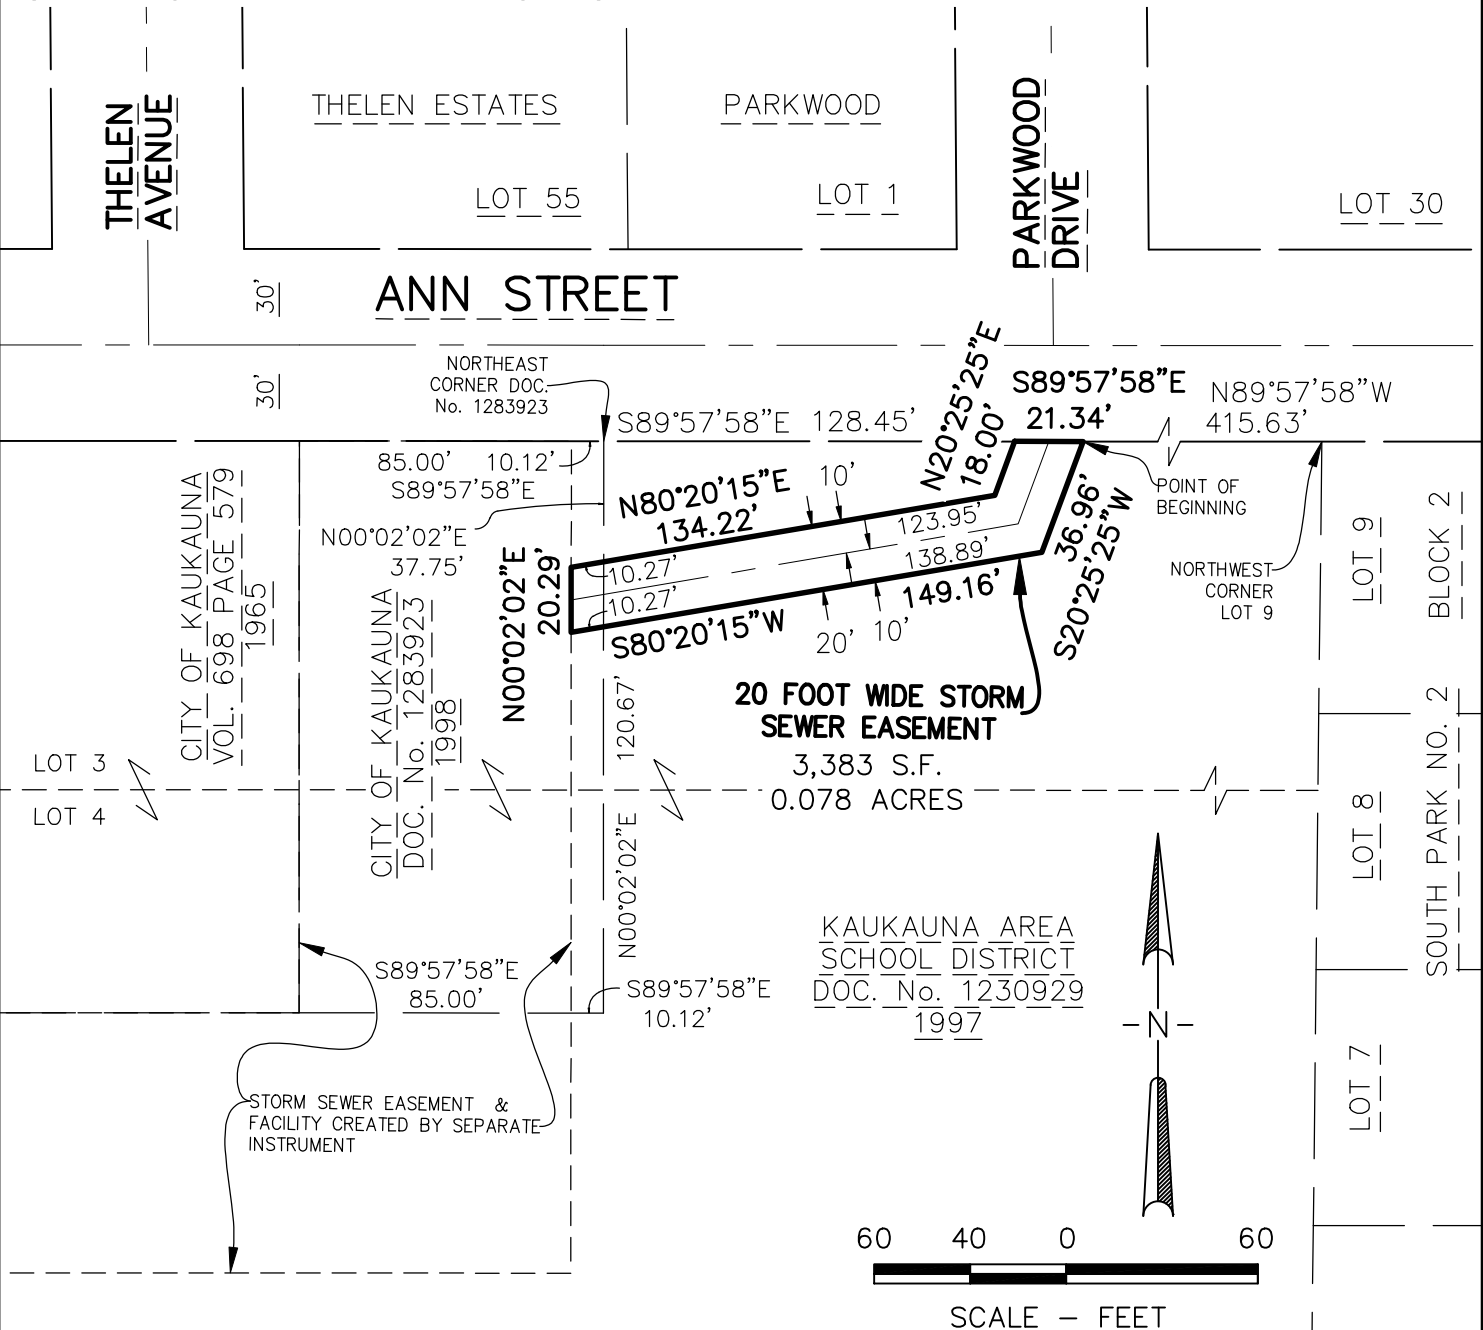 THELEN
AVENUE
THELEN ESTATES
PARKWOOD
PARKWOOD
DRIVE
LOT 55
LOT 1
LOT 30
30'
ANN STREET
30'
NORTHEAST
CORNER DOC.
No. 1283923
S89°57'58"E 128.45'
N20°25'25"E
18.00'
S89°57'58"E
21.34'
N89°57'58"W
415.63'
85.00' 10.12'
S89°57'58"E
N00°02'02"E
37.75'
N80°20'15"E
134.22'
10'
123.95'
138.89'
36.96'
S20°25'25"W
POINT OF
BEGINNING
NORTHWEST
CORNER
LOT 9
LOT 9
BLOCK 2
CITY OF KAUKAUNA
VOL. 698 PAGE 579
1965
CITY OF KAUKAUNA
DOC. No. 1283923
1998
N00°02'02"E
20.29'
10.27'
10.27'
S80°20'15"W
149.16'
20'
10'
20 FOOT WIDE STORM
SEWER EASEMENT
3,383 S.F.
0.078 ACRES
120.67'
N00°02'02"E
LOT 3
LOT 4
LOT 8
SOUTH PARK NO. 2
S89°57'58"E
85.00'
S89°57'58"E
10.12'
KAUKAUNA AREA
SCHOOL DISTRICT
DOC. No. 1230929
1997
-N-
LOT 7
STORM SEWER EASEMENT &
FACILITY CREATED BY SEPARATE
INSTRUMENT
60 40 0 60
SCALE – FEET